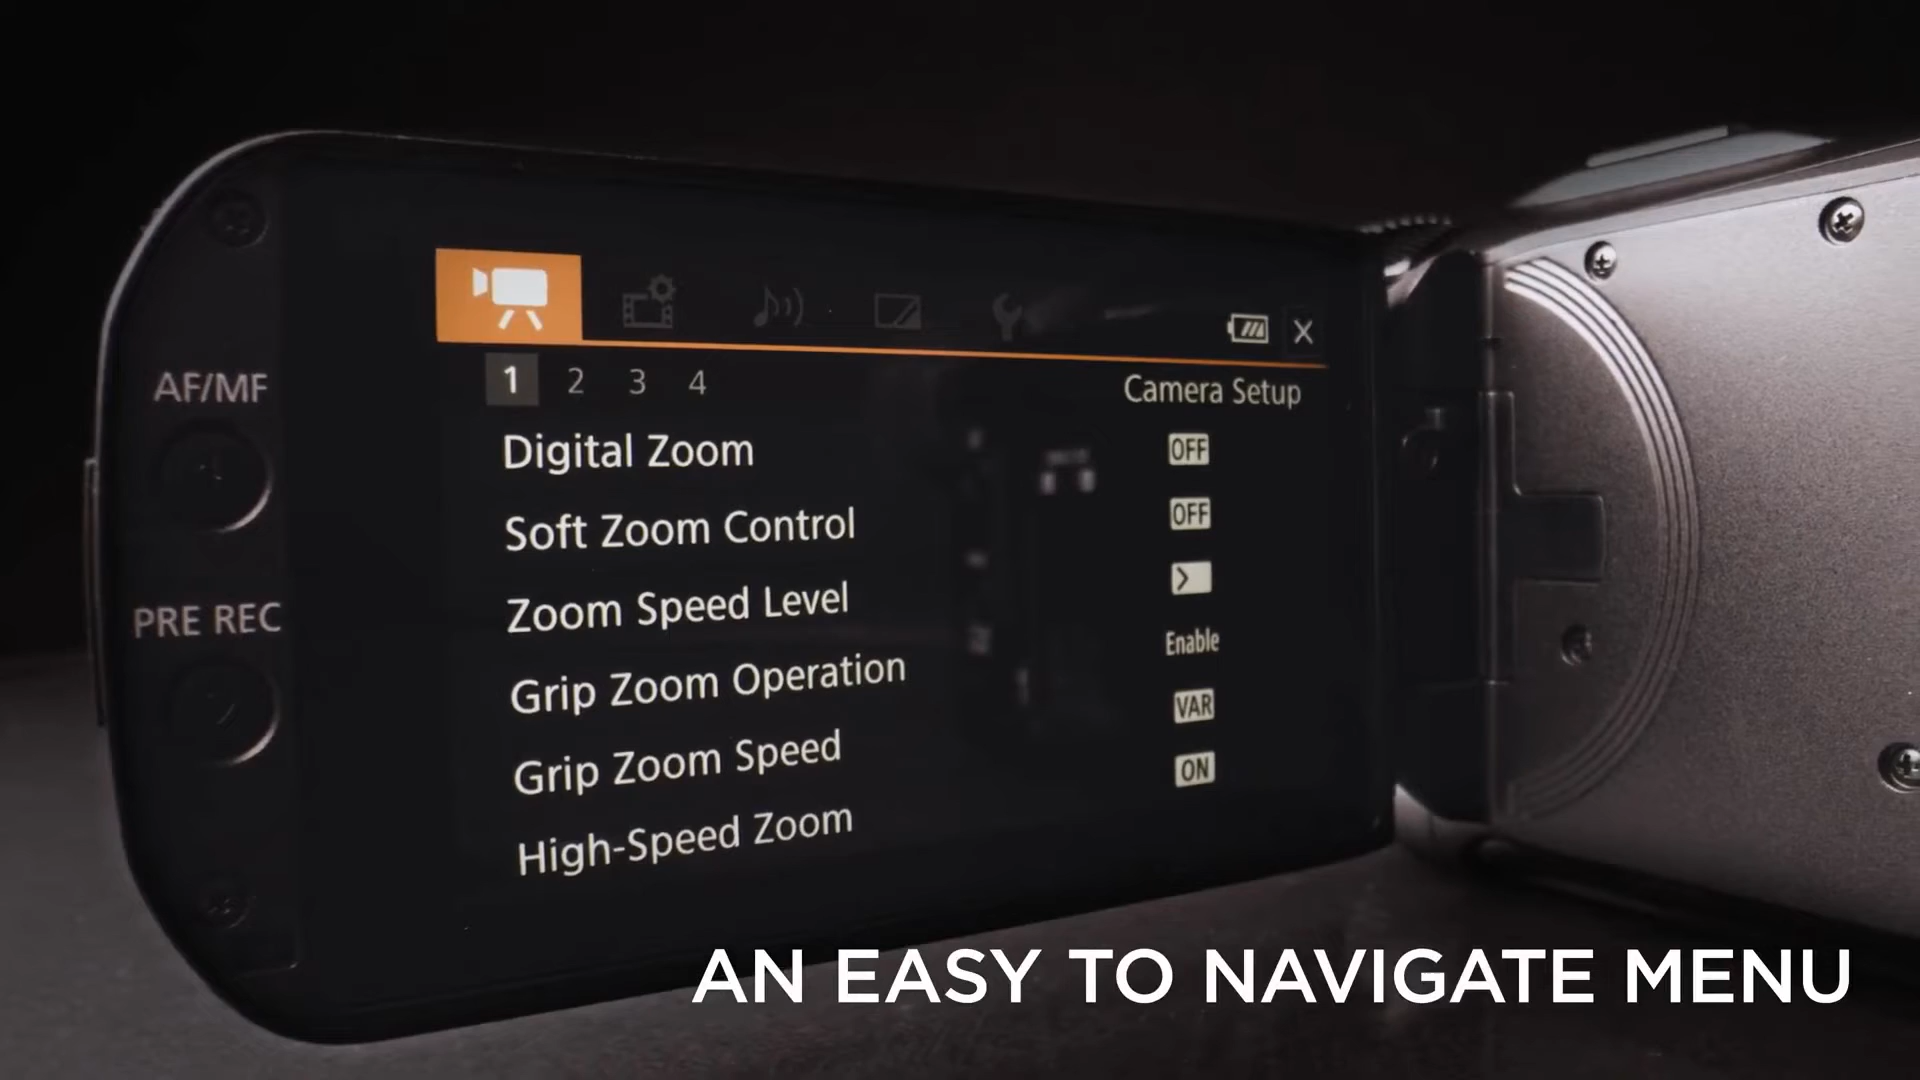 AF/MF
PRE REC
1 2 3 4
Camera Setup
Digital Zoom OFF
Soft Zoom Control OFF
Zoom Speed Level >
Grip Zoom Operation Enable
Grip Zoom Speed VAR
High-Speed Zoom ON
AN EASY TO NAVIGATE MENU